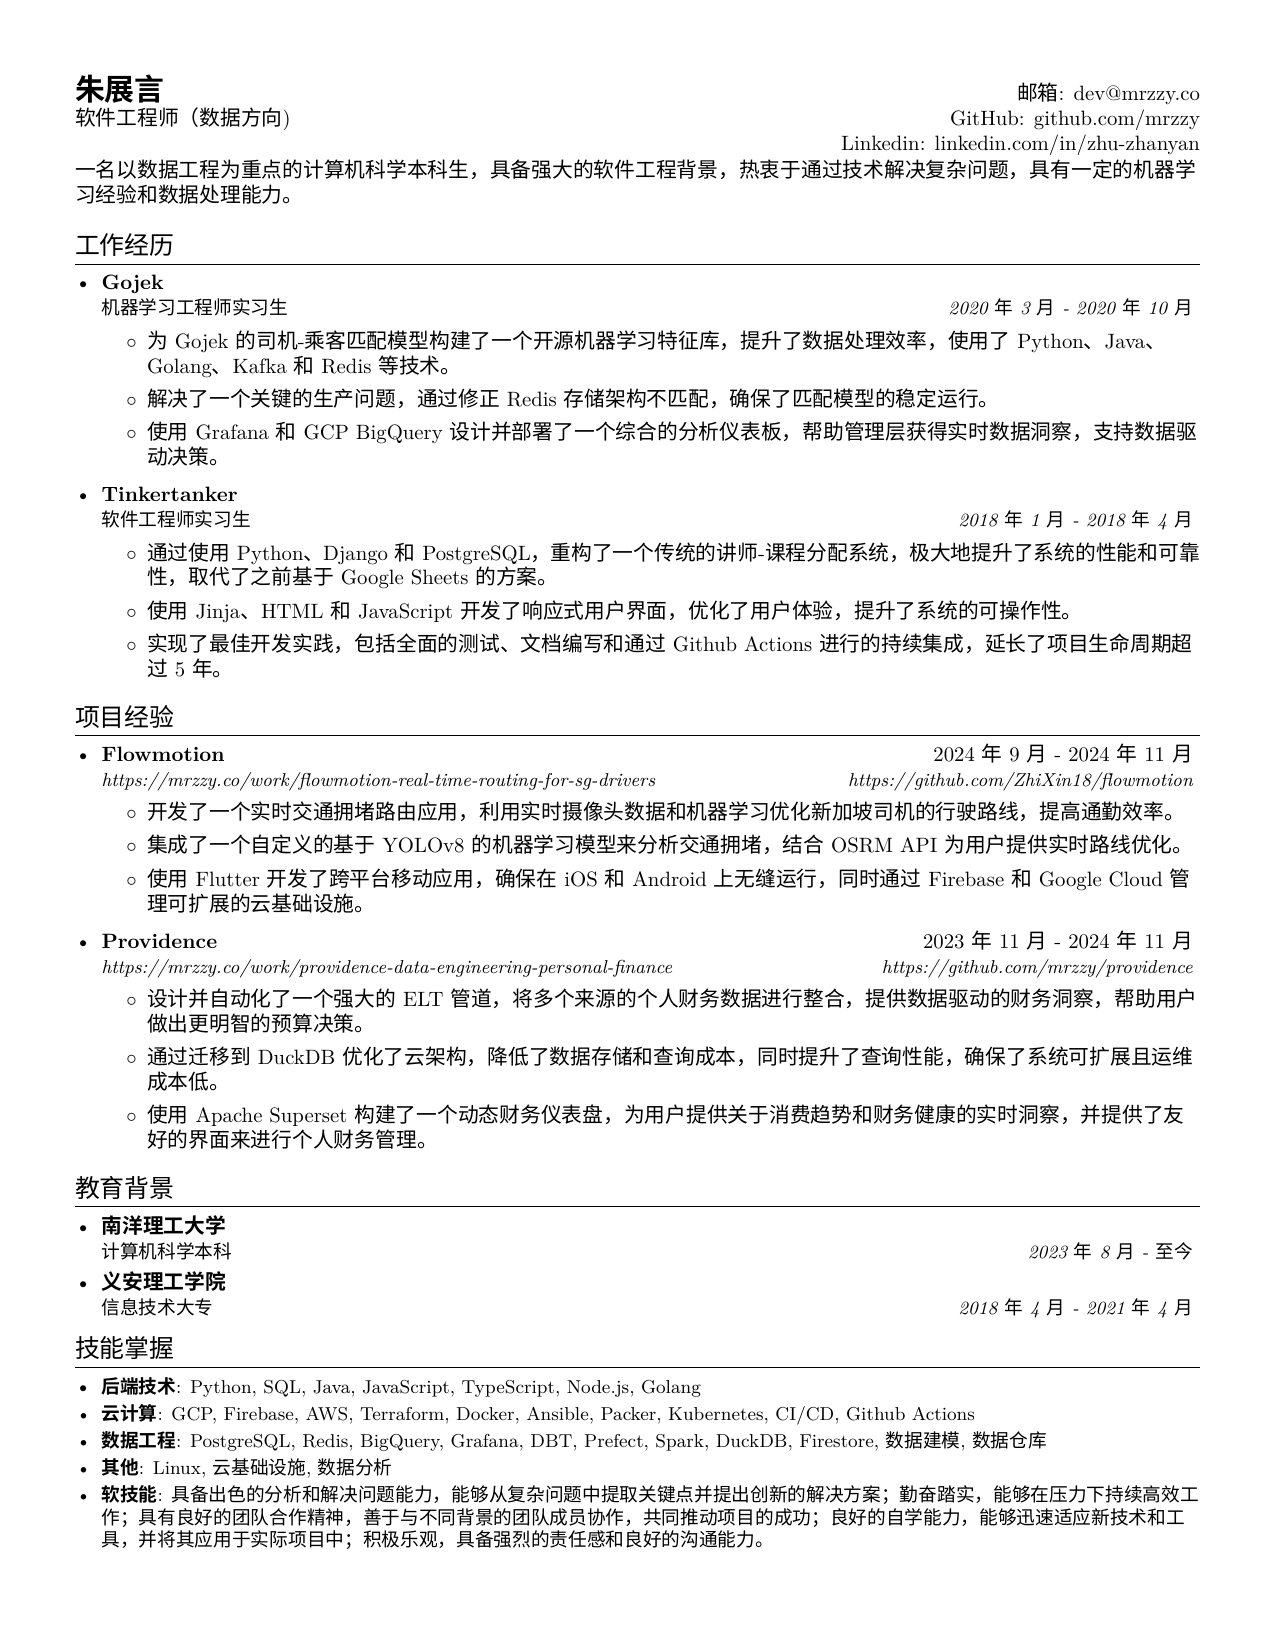 朱展言
软件工程师（数据方向)
邮箱: dev@mrzzy.co
GitHub: github.com/mrzzy
Linkedin: linkedin.com/in/zhu-zhanyan
一名以数据工程为重点的计算机科学本科生，具备强大的软件工程背景，热衷于通过技术解决复杂问题，具有一定的机器学
习经验和数据处理能力。
工作经历
• Gojek
机器学习工程师实习生 2020 年 3 月 - 2020 年 10 月
◦ 为 Gojek 的司机-乘客匹配模型构建了一个开源机器学习特征库，提升了数据处理效率，使用了 Python、Java、
Golang、Kafka 和 Redis 等技术。
◦ 解决了一个关键的生产问题，通过修正 Redis 存储架构不匹配，确保了匹配模型的稳定运行。
◦ 使用 Grafana 和 GCP BigQuery 设计并部署了一个综合的分析仪表板，帮助管理层获得实时数据洞察，支持数据驱
动决策。
• Tinkertanker
软件工程师实习生 2018 年 1 月 - 2018 年 4 月
◦ 通过使用 Python、Django 和 PostgreSQL，重构了一个传统的讲师-课程分配系统，极大地提升了系统的性能和可靠
性，取代了之前基于 Google Sheets 的方案。
◦ 使用 Jinja、HTML 和 JavaScript 开发了响应式用户界面，优化了用户体验，提升了系统的可操作性。
◦ 实现了最佳开发实践，包括全面的测试、文档编写和通过 Github Actions 进行的持续集成，延长了项目生命周期超
过 5 年。
项目经验
• Flowmotion 2024 年 9 月 - 2024 年 11 月
https://mrzzy.co/work/flowmotion-real-time-routing-for-sg-drivers https://github.com/ZhiXin18/flowmotion
◦ 开发了一个实时交通拥堵路由应用，利用实时摄像头数据和机器学习优化新加坡司机的行驶路线，提高通勤效率。
◦ 集成了一个自定义的基于 YOLOv8 的机器学习模型来分析交通拥堵，结合 OSRM API 为用户提供实时路线优化。
◦ 使用 Flutter 开发了跨平台移动应用，确保在 iOS 和 Android 上无缝运行，同时通过 Firebase 和 Google Cloud 管
理可扩展的云基础设施。
• Providence 2023 年 11 月 - 2024 年 11 月
https://mrzzy.co/work/providence-data-engineering-personal-finance https://github.com/mrzzy/providence
◦ 设计并自动化了一个强大的 ELT 管道，将多个来源的个人财务数据进行整合，提供数据驱动的财务洞察，帮助用户
做出更明智的预算决策。
◦ 通过迁移到 DuckDB 优化了云架构，降低了数据存储和查询成本，同时提升了查询性能，确保了系统可扩展且运维
成本低。
◦ 使用 Apache Superset 构建了一个动态财务仪表盘，为用户提供关于消费趋势和财务健康的实时洞察，并提供了友
好的界面来进行个人财务管理。
教育背景
• 南洋理工大学
计算机科学本科 2023 年 8 月 - 至今
• 义安理工学院
信息技术大专 2018 年 4 月 - 2021 年 4 月
技能掌握
• 后端技术: Python, SQL, Java, JavaScript, TypeScript, Node.js, Golang
• 云计算: GCP, Firebase, AWS, Terraform, Docker, Ansible, Packer, Kubernetes, CI/CD, Github Actions
• 数据工程: PostgreSQL, Redis, BigQuery, Grafana, DBT, Prefect, Spark, DuckDB, Firestore, 数据建模, 数据仓库
• 其他: Linux, 云基础设施, 数据分析
• 软技能: 具备出色的分析和解决问题能力，能够从复杂问题中提取关键点并提出创新的解决方案；勤奋踏实，能够在压力下持续高效工
作；具有良好的团队合作精神，善于与不同背景的团队成员协作，共同推动项目的成功；良好的自学能力，能够迅速适应新技术和工
具，并将其应用于实际项目中；积极乐观，具备强烈的责任感和良好的沟通能力。